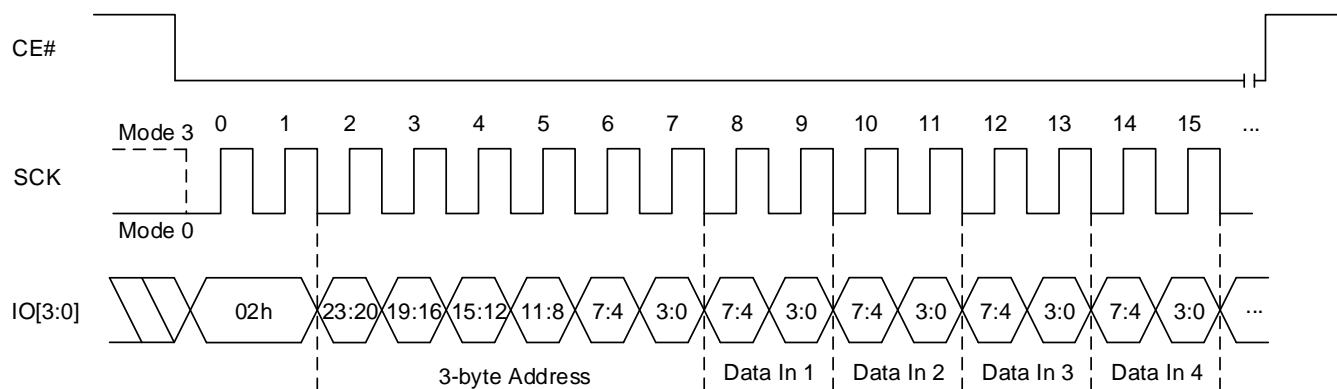 CE#
0 1 2 3 4 5 6 7 8 9 10 11 12 13 14 15 ...
Mode 3
SCK
Mode 0
IO[3:0] 02h 23:20 19:16 15:12 11:8 7:4 3:0 7:4 3:0 7:4 3:0 7:4 3:0 7:4 3:0 ...
3-byte Address Data In 1 Data In 2 Data In 3 Data In 4